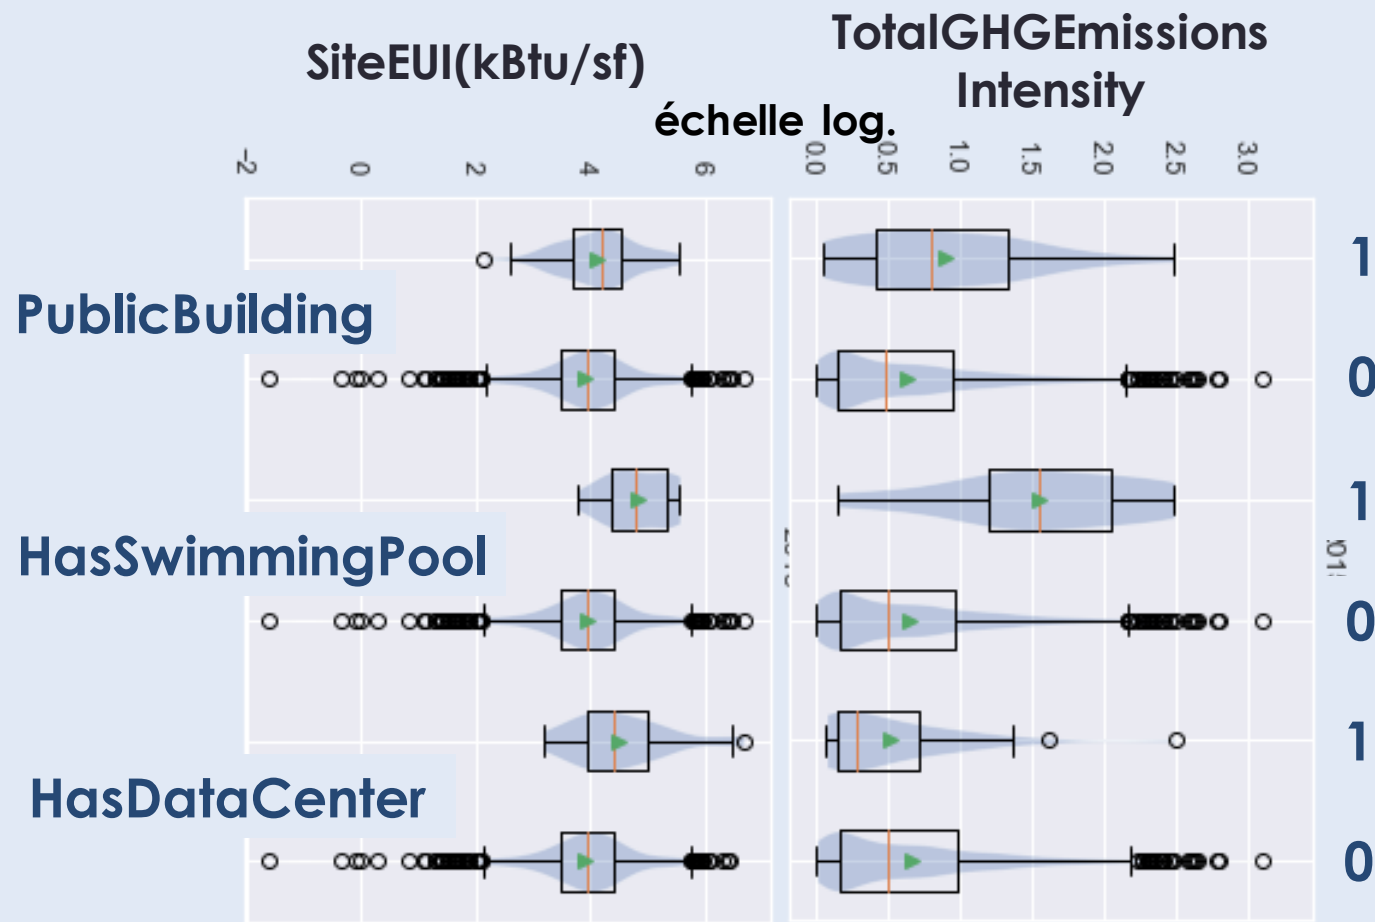 SiteEUI(kBtu/sf)
TotalGHGEmissions
Intensity
échelle log.
-2 0 2 4 6
0.0 0.5 1.0 1.5 2.0 2.5 3.0
1
PublicBuilding
0
1
HasSwimmingPool
0
1
HasDataCenter
0